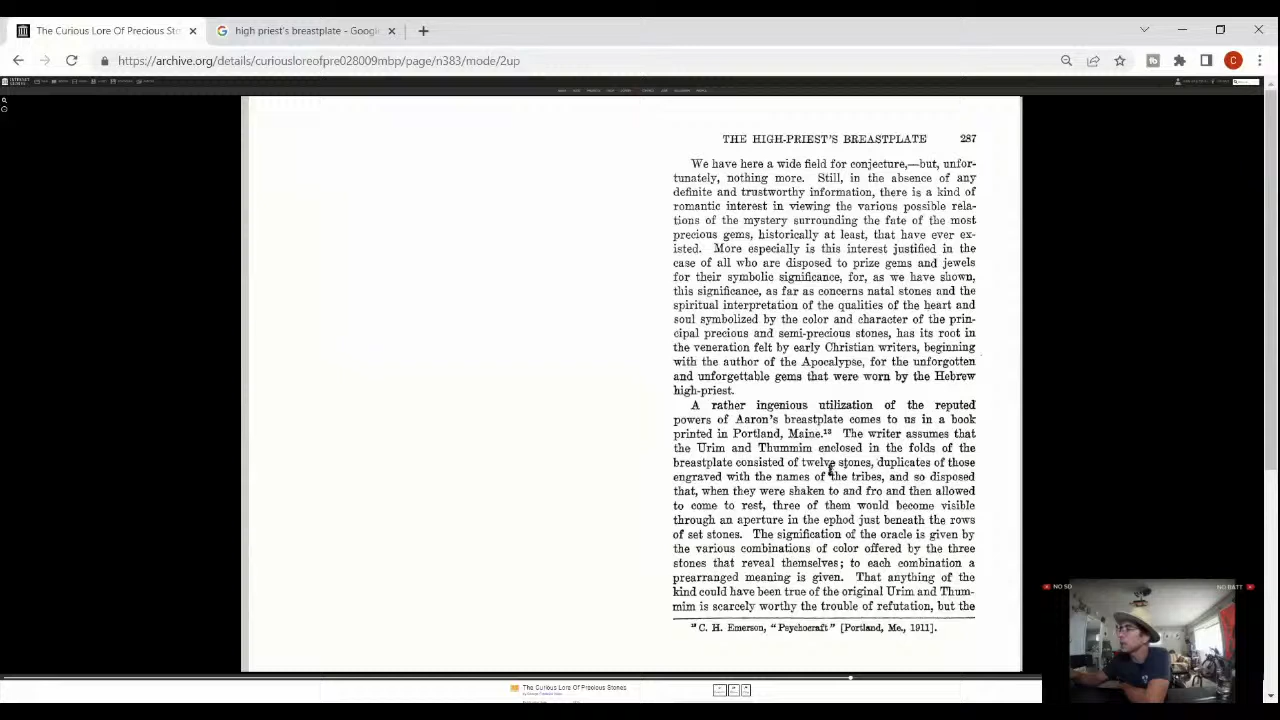 The Curious Lore Of Precious Sto
high priest's breastplate - Google
https://archive.org/details/curiousloreofpre028009mbp/page/n383/mode/2up
C
THE HIGH-PRIEST'S BREASTPLATE 287
We have here a wide field for conjecture,—but, unfor-
tunately, nothing more. Still, in the absence of any
definite and trustworthy information, there is a kind of
romantic interest in viewing the various possible rela-
tions of the mystery surrounding the fate of the most
precious gems, historically at least, that have ever ex-
isted. More especially is this interest justified in the
case of all who are disposed to prize gems and jewels
for their symbolic significance, for, as we have shown,
this significance, as far as concerns natal stones and the
spiritual interpretation of the qualities of the heart and
soul symbolized by the color and character of the prin-
cipal precious and semi-precious stones, has its root in
the veneration felt by early Christian writers, beginning
with the author of the Apocalypse, for the unforgotten
and unforgettable gems that were worn by the Hebrew
high-priest.
A rather ingenious utilization of the reputed
powers of Aaron's breastplate comes to us in a book
printed in Portland, Maine.¹³ The writer assumes that
the Urim and Thummim enclosed in the folds of the
breastplate consisted of twelve stones, duplicates of those
engraved with the names of the tribes, and so disposed
that, when they were shaken to and fro and then allowed
to come to rest, three of them would become visible
through an aperture in the ephod just beneath the rows
of set stones. The signification of the oracle is given by
the various combinations of color offered by the three
stones that reveal themselves; to each combination a
prearranged meaning is given. That anything of the
kind could have been true of the original Urim and Thum-
mim is scarcely worthy the trouble of refutation, but the
¹³ C. H. Emerson, "Psychocraft" [Portland, Me., 1911].
NO SD
NO BATT
The Curious Lore Of Precious Stones